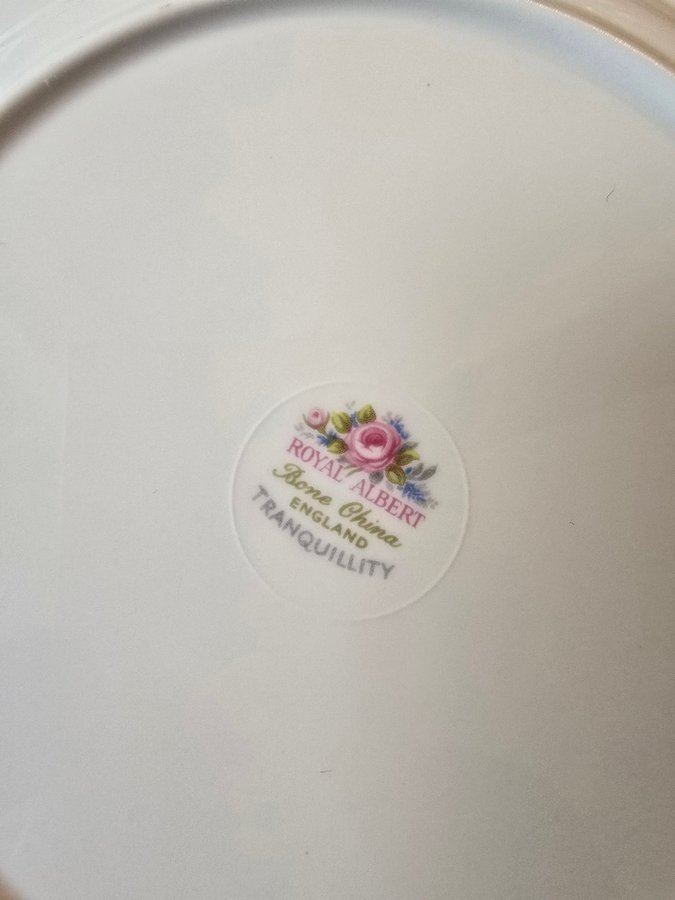 ROYAL ALBERT
Bone China
ENGLAND
TRANQUILLITY